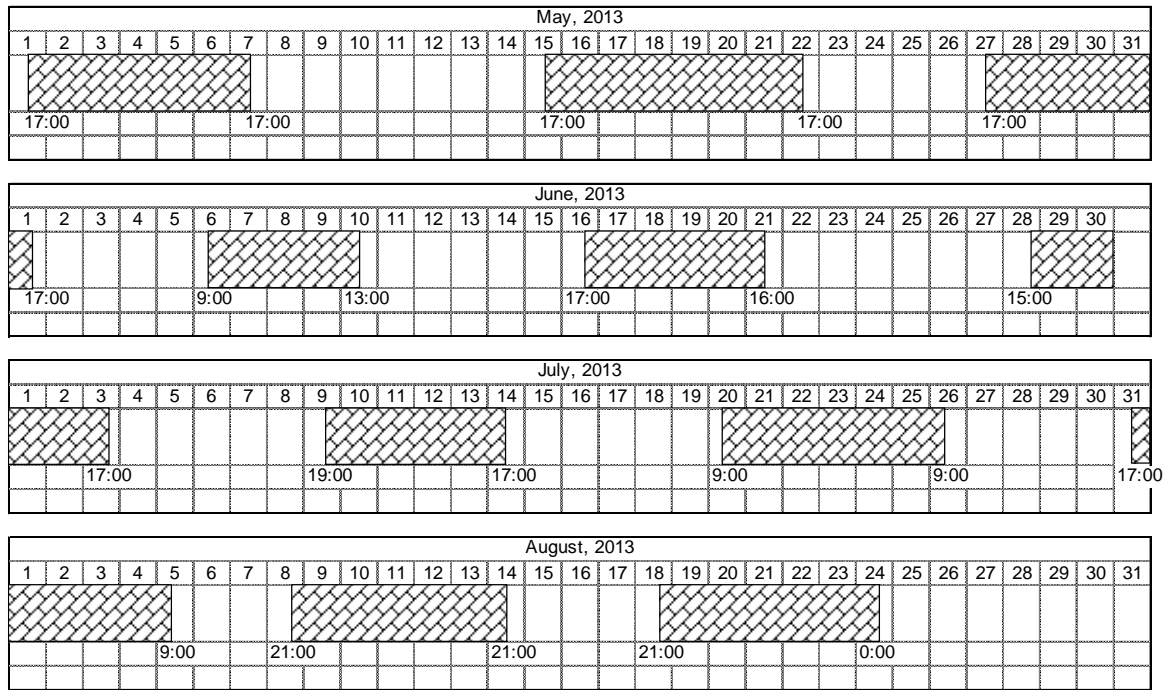 May, 2013
1 2 3 4 5 6 7 8 9 10 11 12 13 14 15 16 17 18 19 20 21 22 23 24 25 26 27 28 29 30 31
17:00 17:00 17:00 17:00 17:00
June, 2013
1 2 3 4 5 6 7 8 9 10 11 12 13 14 15 16 17 18 19 20 21 22 23 24 25 26 27 28 29 30
17:00 9:00 13:00 17:00 16:00 15:00
July, 2013
1 2 3 4 5 6 7 8 9 10 11 12 13 14 15 16 17 18 19 20 21 22 23 24 25 26 27 28 29 30 31
17:00 19:00 17:00 9:00 9:00 17:00
August, 2013
1 2 3 4 5 6 7 8 9 10 11 12 13 14 15 16 17 18 19 20 21 22 23 24 25 26 27 28 29 30 31
9:00 21:00 21:00 21:00 0:00